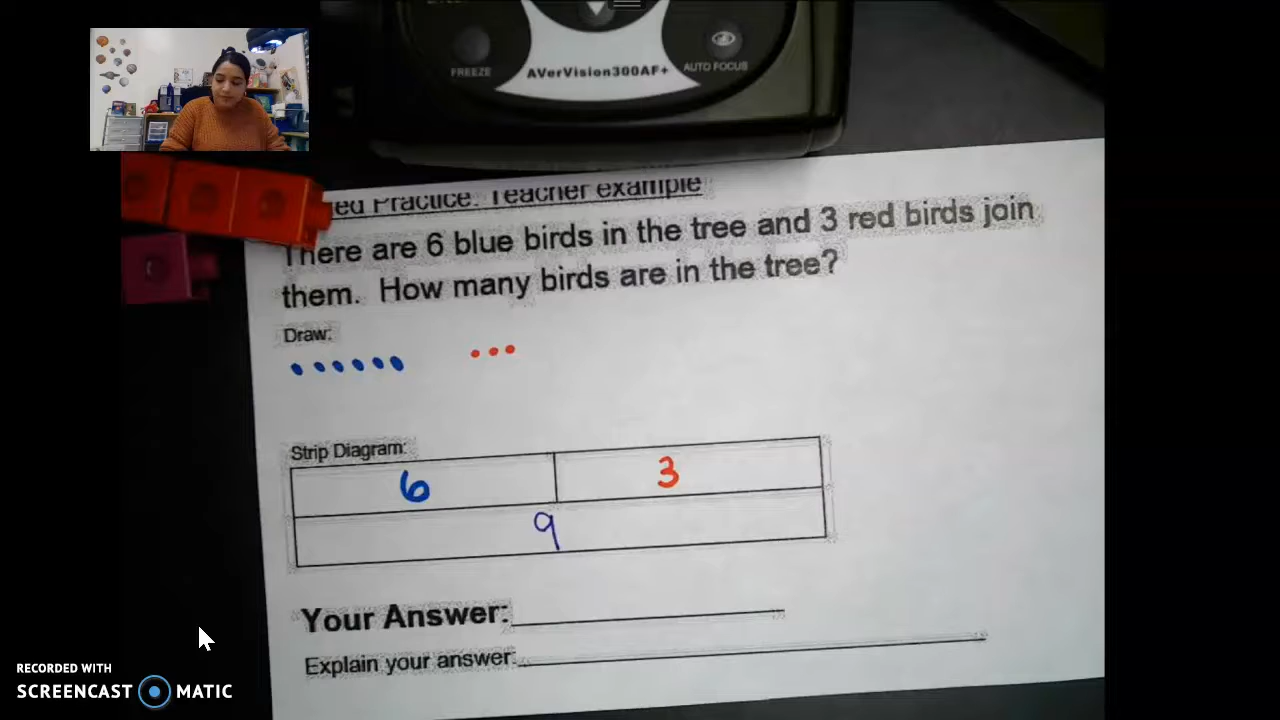 FREEZE
AVerVision300AF+
AUTO FOCUS
Practice: Teacher example
There are 6 blue birds in the tree and 3 red birds join
them. How many birds are in the tree?
Draw:
Strip Diagram:
6 3
9
Your Answer:
Explain your answer:
RECORDED WITH
SCREENCAST MATIC